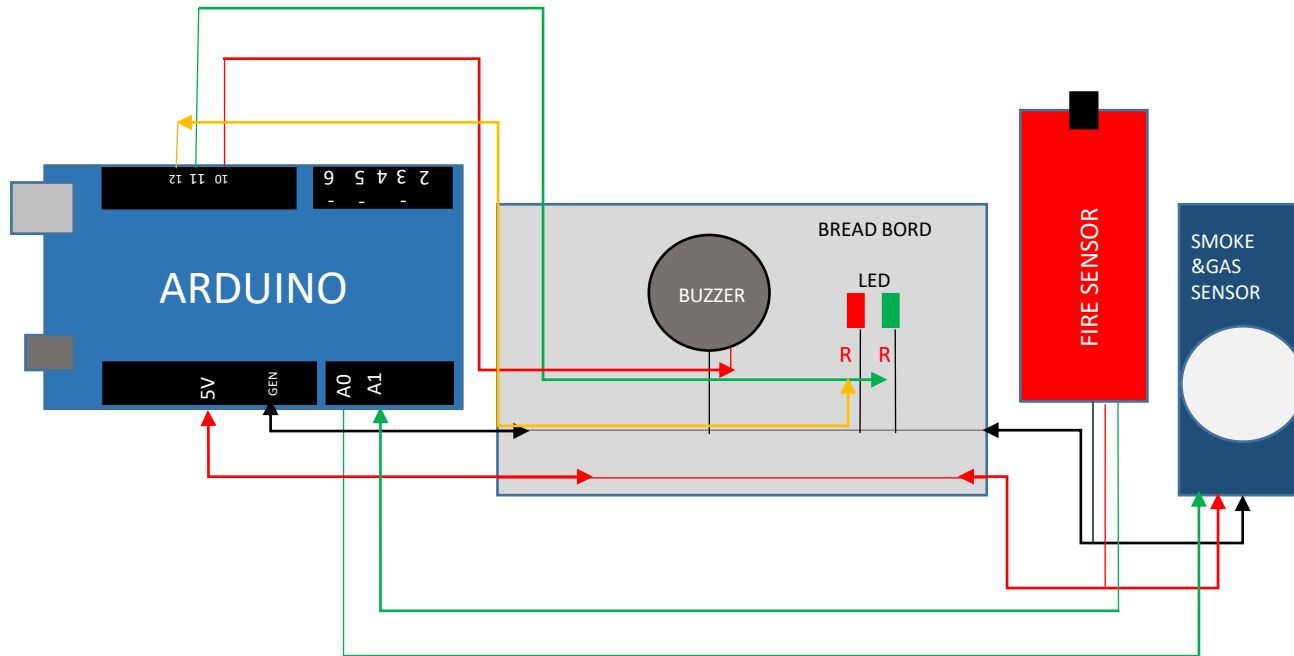 12 11 10
6 5 4 3 2
- - -
ARDUINO
5V
GEN
A0
A1
BUZZER
BREAD BORD
LED
R R
FIRE SENSOR
SMOKE
&GAS
SENSOR